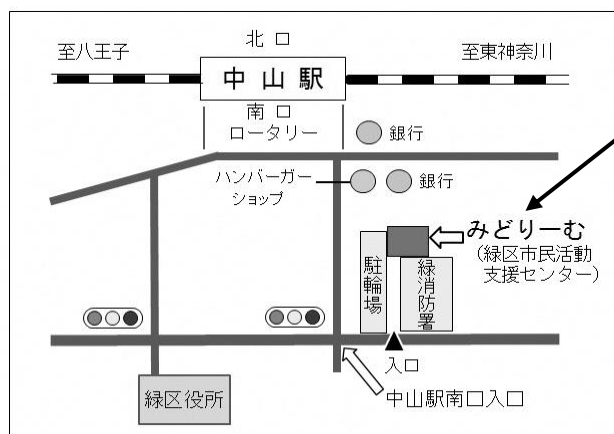 北 口
至八王子
至東神奈川
中 山 駅
南 口
ロータリー
銀行
ハンバーガー
ショップ
銀行
みどりーむ
(緑区市民活動
支援センター)
駐輪場
緑消防署
入口
中山駅南口入口
緑区役所